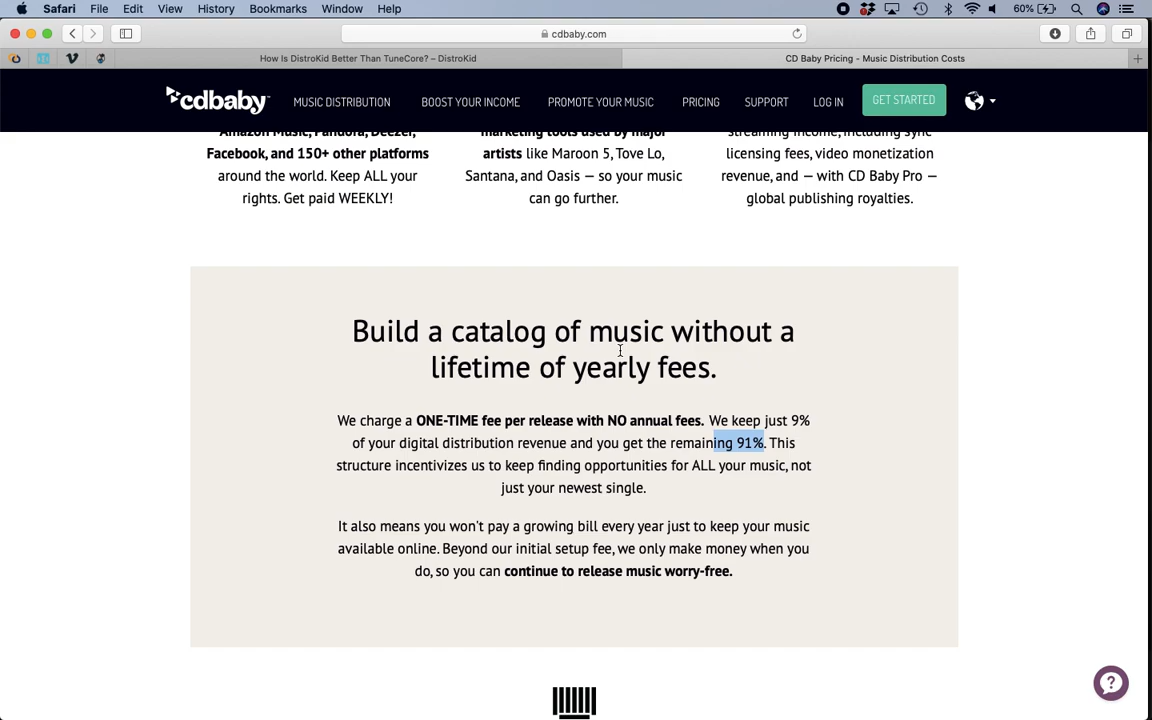 Safari File Edit View History Bookmarks Window Help 60%
cdbaby.com
How Is DistroKid Better Than TuneCore? – DistroKid
CD Baby Pricing - Music Distribution Costs
cdbaby MUSIC DISTRIBUTION BOOST YOUR INCOME PROMOTE YOUR MUSIC PRICING SUPPORT LOG IN GET STARTED
Amazon Music, Pandora, Deezer,
Facebook, and 150+ other platforms
around the world. Keep ALL your
rights. Get paid WEEKLY!
marketing tools used by major
artists like Maroon 5, Tove Lo,
Santana, and Oasis — so your music
can go further.
streaming income, including sync
licensing fees, video monetization
revenue, and — with CD Baby Pro —
global publishing royalties.
Build a catalog of music without a
lifetime of yearly fees.
We charge a ONE-TIME fee per release with NO annual fees. We keep just 9%
of your digital distribution revenue and you get the remaining 91%. This
structure incentivizes us to keep finding opportunities for ALL your music, not
just your newest single.
It also means you won't pay a growing bill every year just to keep your music
available online. Beyond our initial setup fee, we only make money when you
do, so you can continue to release music worry-free.